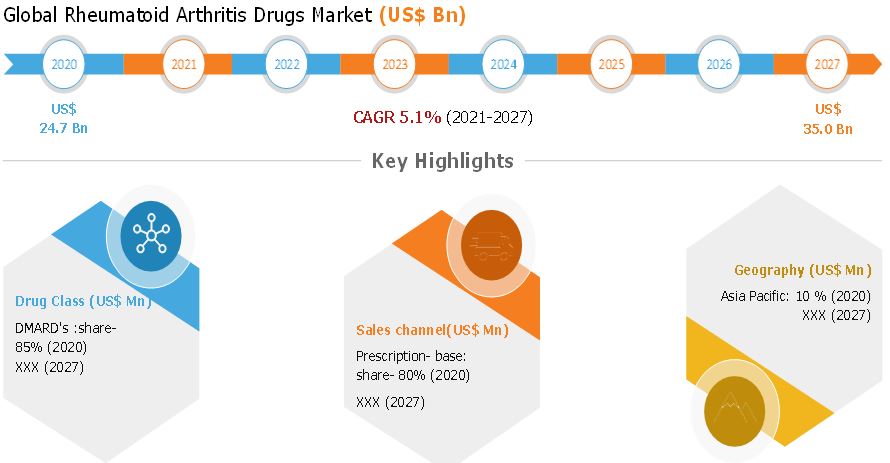 Global Rheumatoid Arthritis Drugs Market (US$ Bn)
2020 2021 2022 2023 2024 2025 2026 2027
US$
24.7 Bn
CAGR 5.1% (2021-2027)
US$
35.0 Bn
Key Highlights
Drug Class (US$ Mn)
DMARD's :share-
85% (2020)
XXX (2027)
Sales channel(US$ Mn)
Prescription- base:
share- 80% (2020)
XXX (2027)
Geography (US$ Mn)
Asia Pacific: 10 % (2020)
XXX (2027)